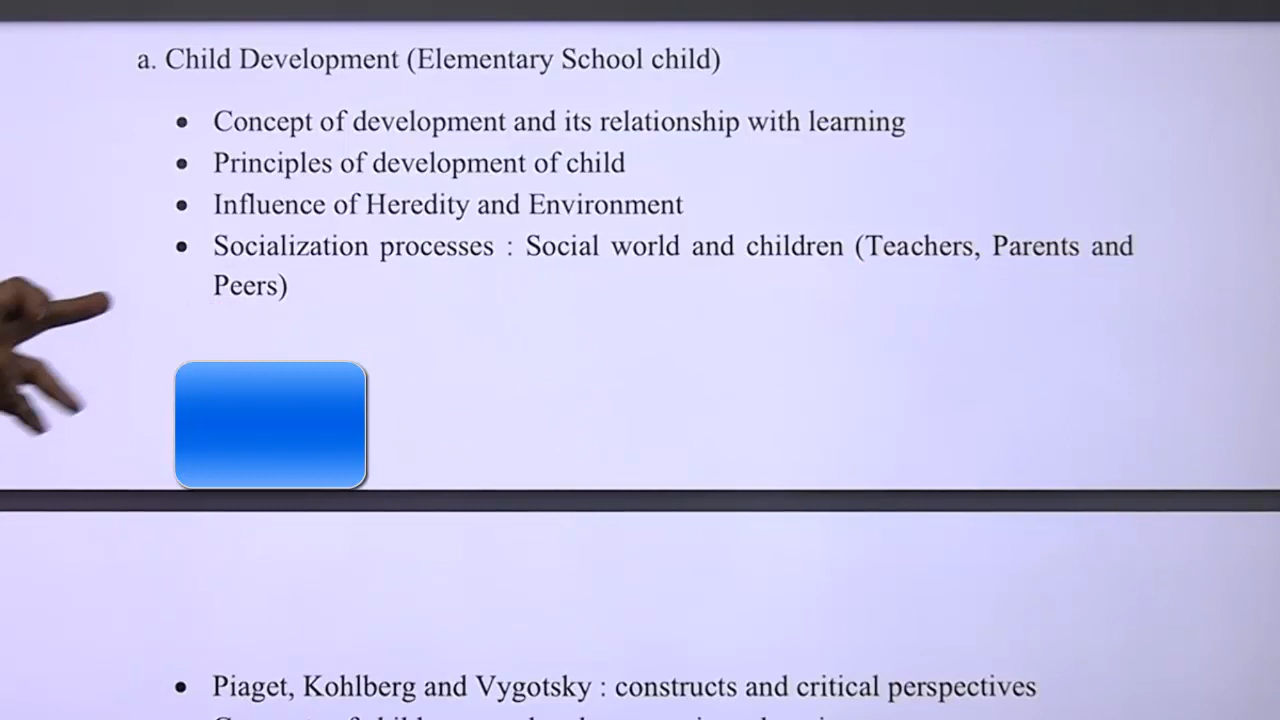 a. Child Development (Elementary School child)
• Concept of development and its relationship with learning
• Principles of development of child
• Influence of Heredity and Environment
• Socialization processes : Social world and children (Teachers, Parents and
Peers)
• Piaget, Kohlberg and Vygotsky : constructs and critical perspectives